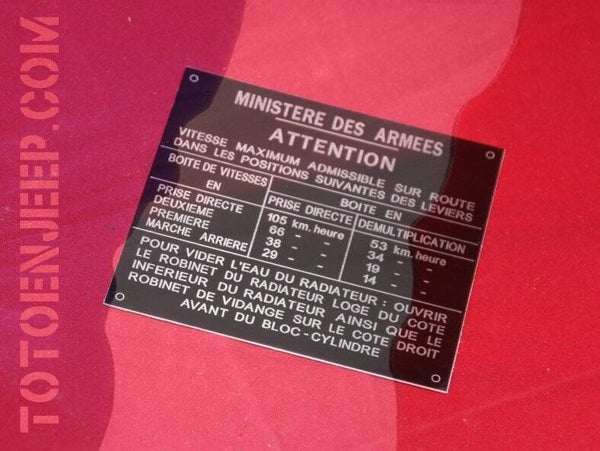 TOTOENJEEP.COM
MINISTERE DES ARMEES
ATTENTION
VITESSE MAXIMUM ADMISSIBLE SUR ROUTE
DANS LES POSITIONS SUIVANTES DES LEVIERS
BOITE DE VITESSES
EN
BOITE EN
PRISE DIRECTE DEMULTIPLICATION
PRISE DIRECTE 105 km.heure 53 km.heure
DEUXIEME 66 - - 34 - -
PREMIERE 38 - - 19 - -
MARCHE ARRIERE 29 - - 14 - -
POUR VIDER L'EAU DU RADIATEUR : OUVRIR
LE ROBINET DU RADIATEUR LOGE DU COTE
INFERIEUR DU RADIATEUR AINSI QUE LE
ROBINET DE VIDANGE SUR LE COTE DROIT
AVANT DU BLOC-CYLINDRE